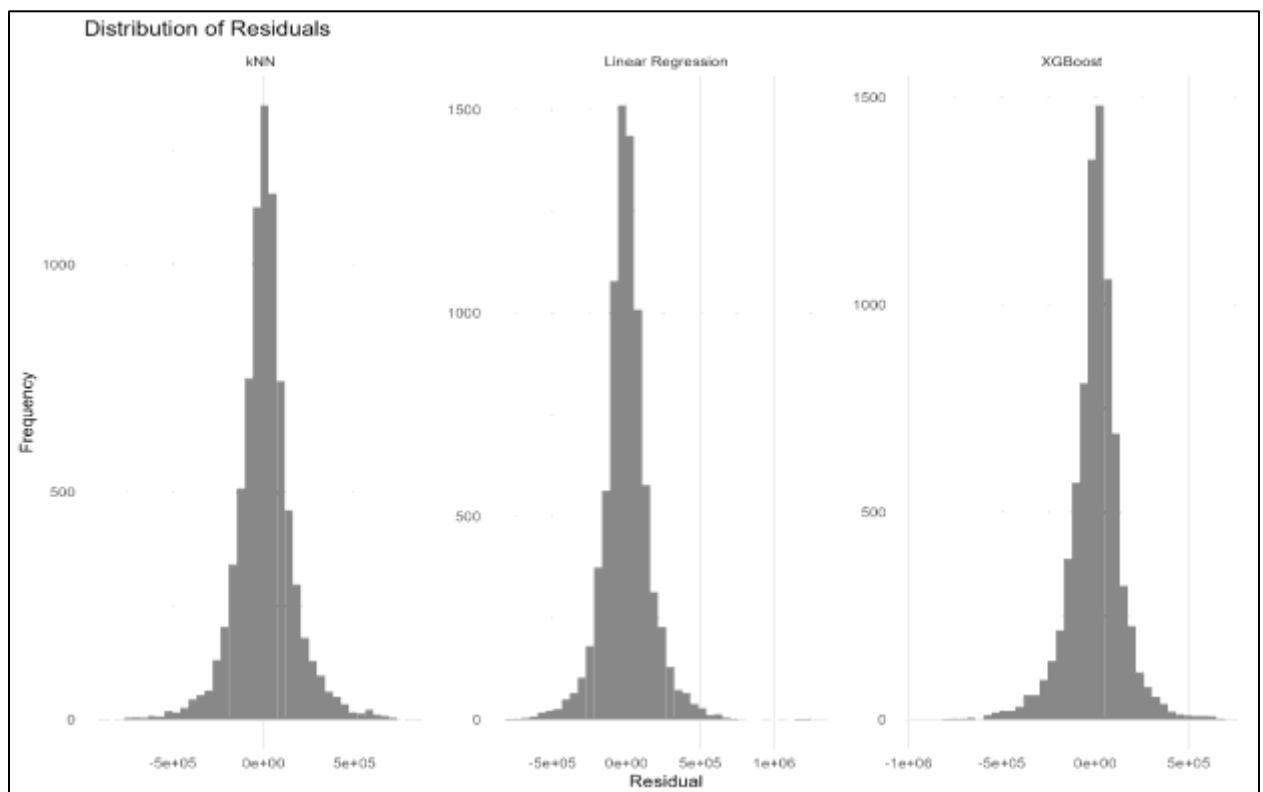 Distribution of Residuals
kNN
Linear Regression
XGBoost
Frequency
1000
500
0
1500
1000
500
0
1500
1000
500
0
-5e+05 0e+00 5e+05
-5e+05 0e+00 5e+05 1e+06
-1e+06 -5e+05 0e+00 5e+05
Residual